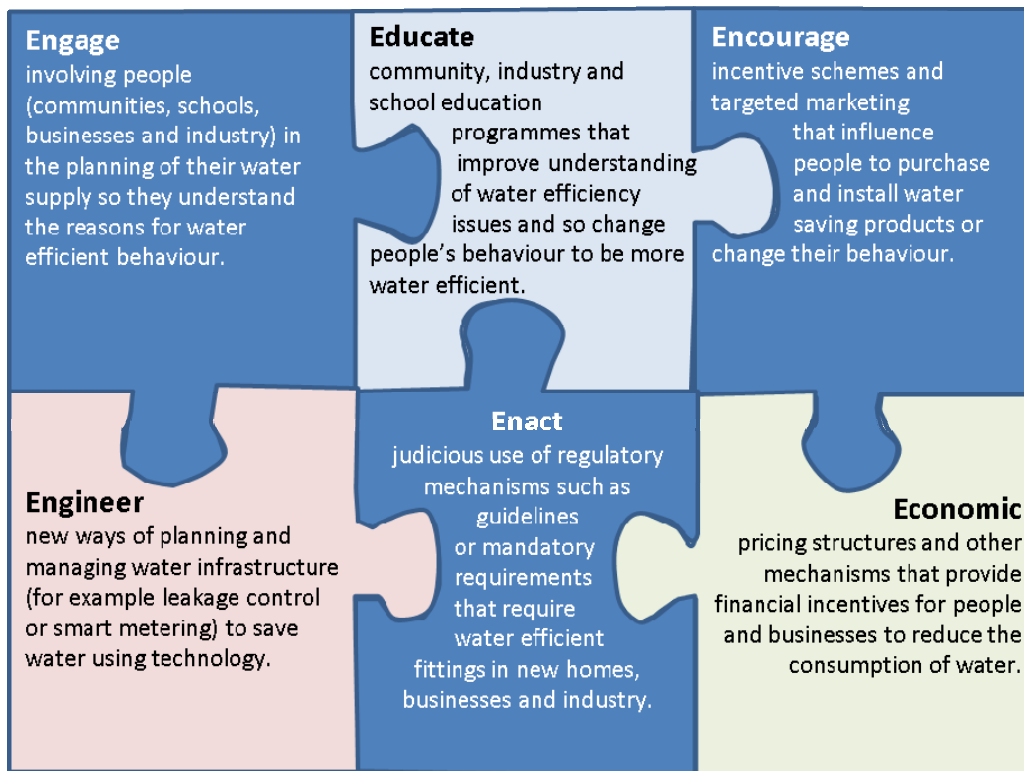 Engage
involving people
(communities, schools,
businesses and industry) in
the planning of their water
supply so they understand
the reasons for water
efficient behaviour.
Educate
community, industry and
school education
programmes that
improve understanding
of water efficiency
issues and so change
people’s behaviour to be more
water efficient.
Encourage
incentive schemes and
targeted marketing
that influence
people to purchase
and install water
saving products or
change their behaviour.
Engineer
new ways of planning and
managing water infrastructure
(for example leakage control
or smart metering) to save
water using technology.
Enact
judicious use of regulatory
mechanisms such as
guidelines
or mandatory
requirements
that require
water efficient
fittings in new homes,
businesses and industry.
Economic
pricing structures and other
mechanisms that provide
financial incentives for people
and businesses to reduce the
consumption of water.